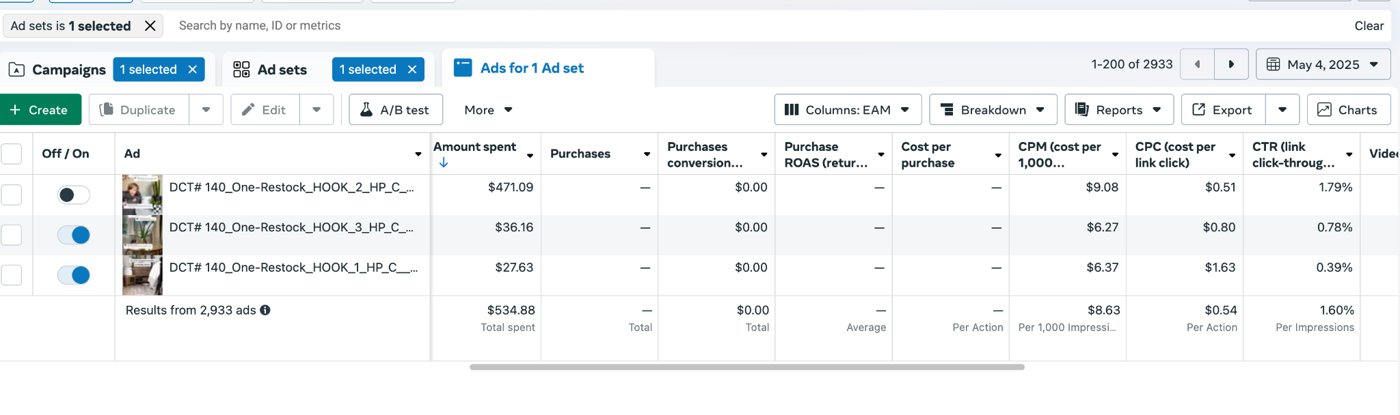 Ad sets is 1 selected
Search by name, ID or metrics
Clear
Campaigns
1 selected
Ad sets
1 selected
Ads for 1 Ad set
1-200 of 2933
May 4, 2025
+ Create
Duplicate
Edit
A/B test
More
Columns: EAM
Breakdown
Reports
Export
Charts
Off / On
Ad
Amount spent
Purchases
Purchases
conversion...
Purchase
ROAS (retur...
Cost per
purchase
CPM (cost per
1,000...
CPC (cost per
link click)
CTR (link
click-throug...
Video
DCT# 140_One-Restock_HOOK_2_HP_C_... $471.09 — $0.00 — — $9.08 $0.51 1.79%
DCT# 140_One-Restock_HOOK_3_HP_C_... $36.16 — $0.00 — — $6.27 $0.80 0.78%
DCT# 140_One-Restock_HOOK_1_HP_C__... $27.63 — $0.00 — — $6.37 $1.63 0.39%
Results from 2,933 ads $534.88 — $0.00 — — $8.63 $0.54 1.60%
Total spent Total Total Average Per Action Per 1,000 Impressi... Per Action Per Impressions